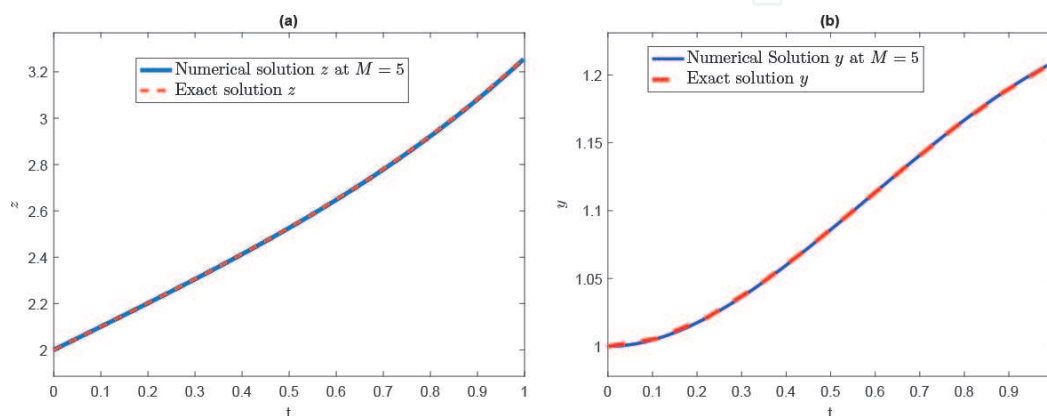 (a)
Numerical solution z at M = 5
Exact solution z
3.2
3
2.8
2.6
2.4
2.2
2
z
0 0.1 0.2 0.3 0.4 0.5 0.6 0.7 0.8 0.9 1
t
(b)
Numerical Solution y at M = 5
Exact solution y
1.2
1.15
1.1
1.05
1
y
0 0.1 0.2 0.3 0.4 0.5 0.6 0.7 0.8 0.9
t